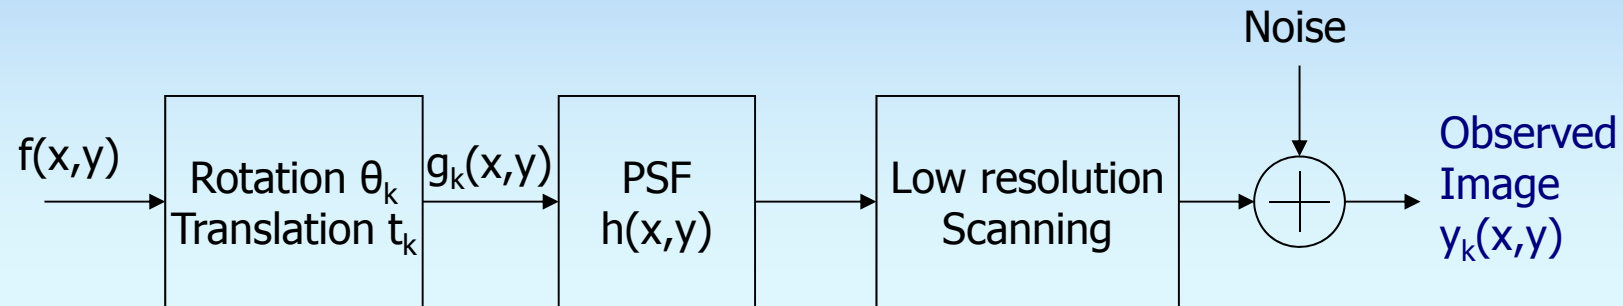 Noise
f(x,y)
Rotation θₖ
Translation tₖ
gₖ(x,y)
PSF
h(x,y)
Low resolution
Scanning
Observed
Image
yₖ(x,y)